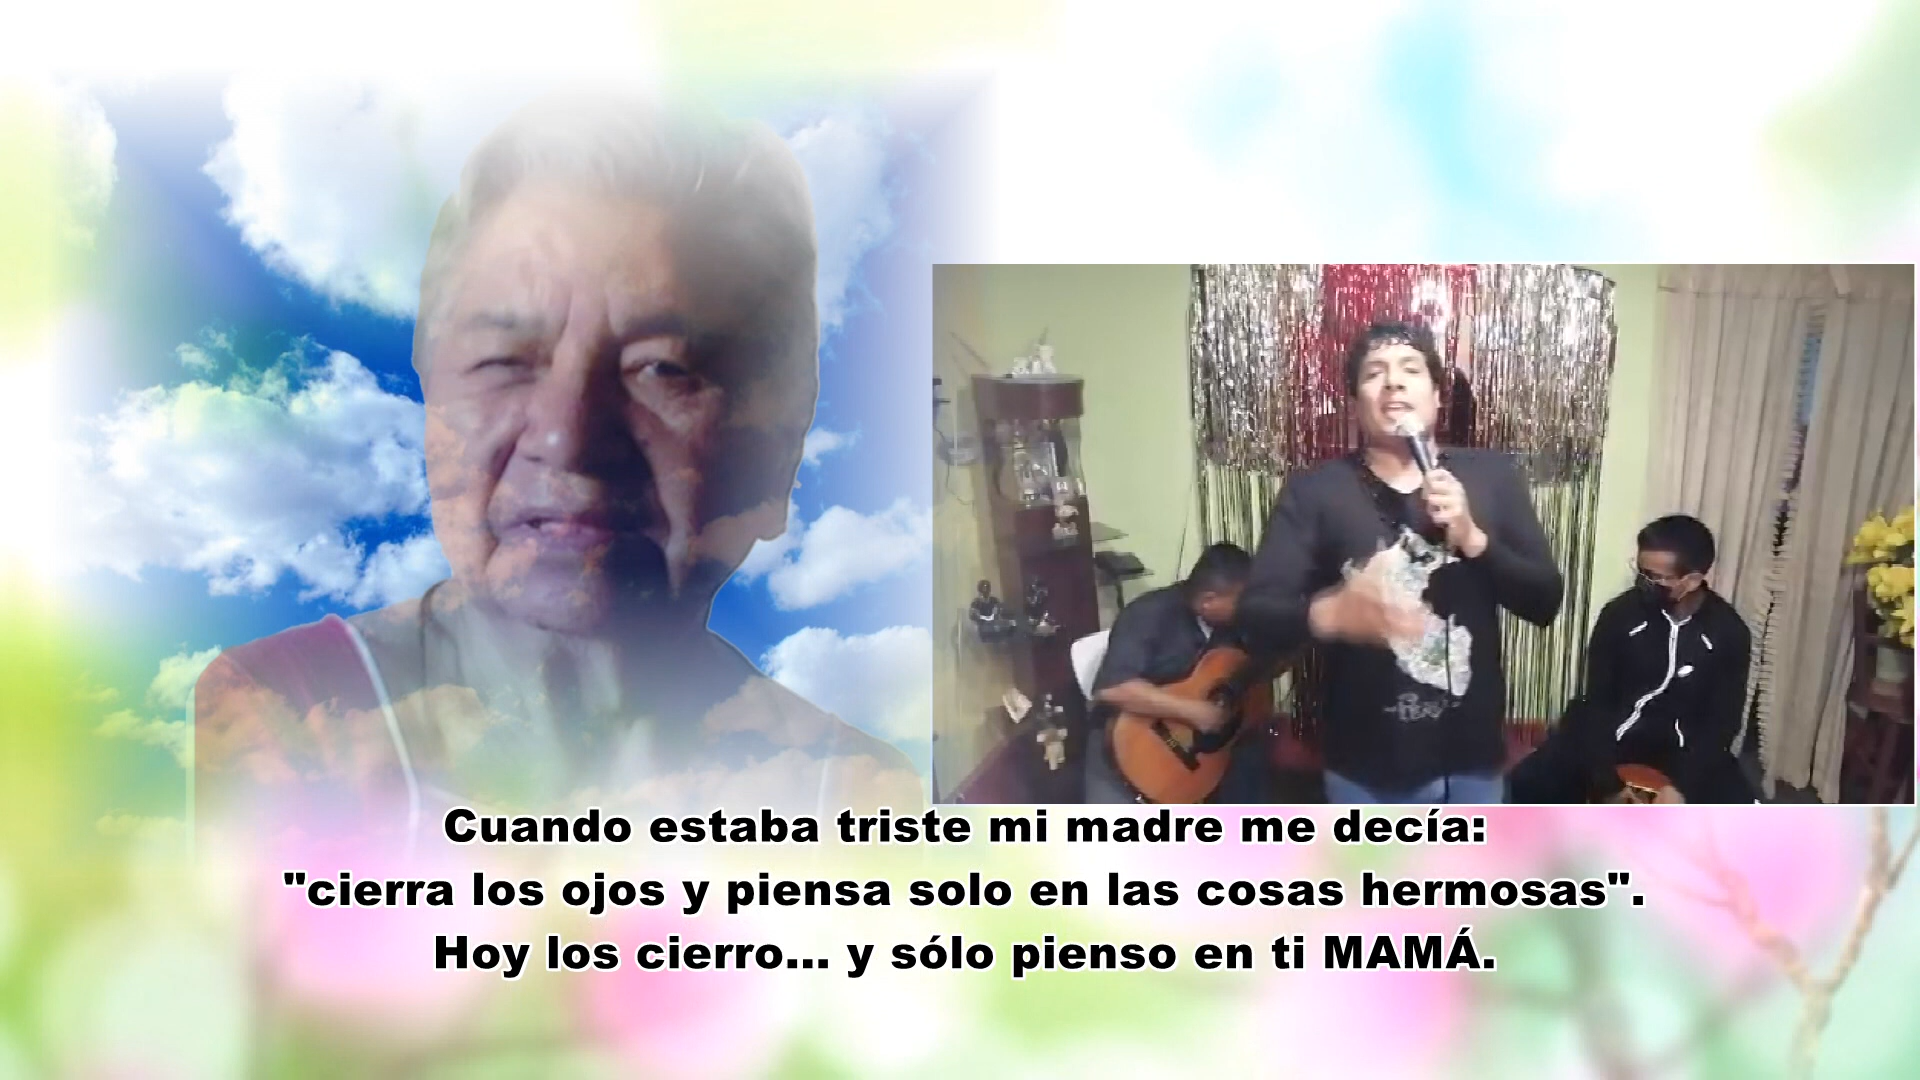 PERÚ
Cuando estaba triste mi madre me decía:
"cierra los ojos y piensa solo en las cosas hermosas".
Hoy los cierro... y sólo pienso en ti MAMÁ.